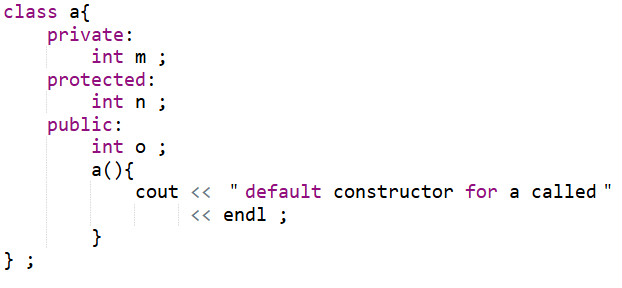 class a{
    private:
        int m ;
    protected:
        int n ;
    public:
        int o ;
        a(){
            cout << " default constructor for a called "
                 << endl ;
        }
} ;